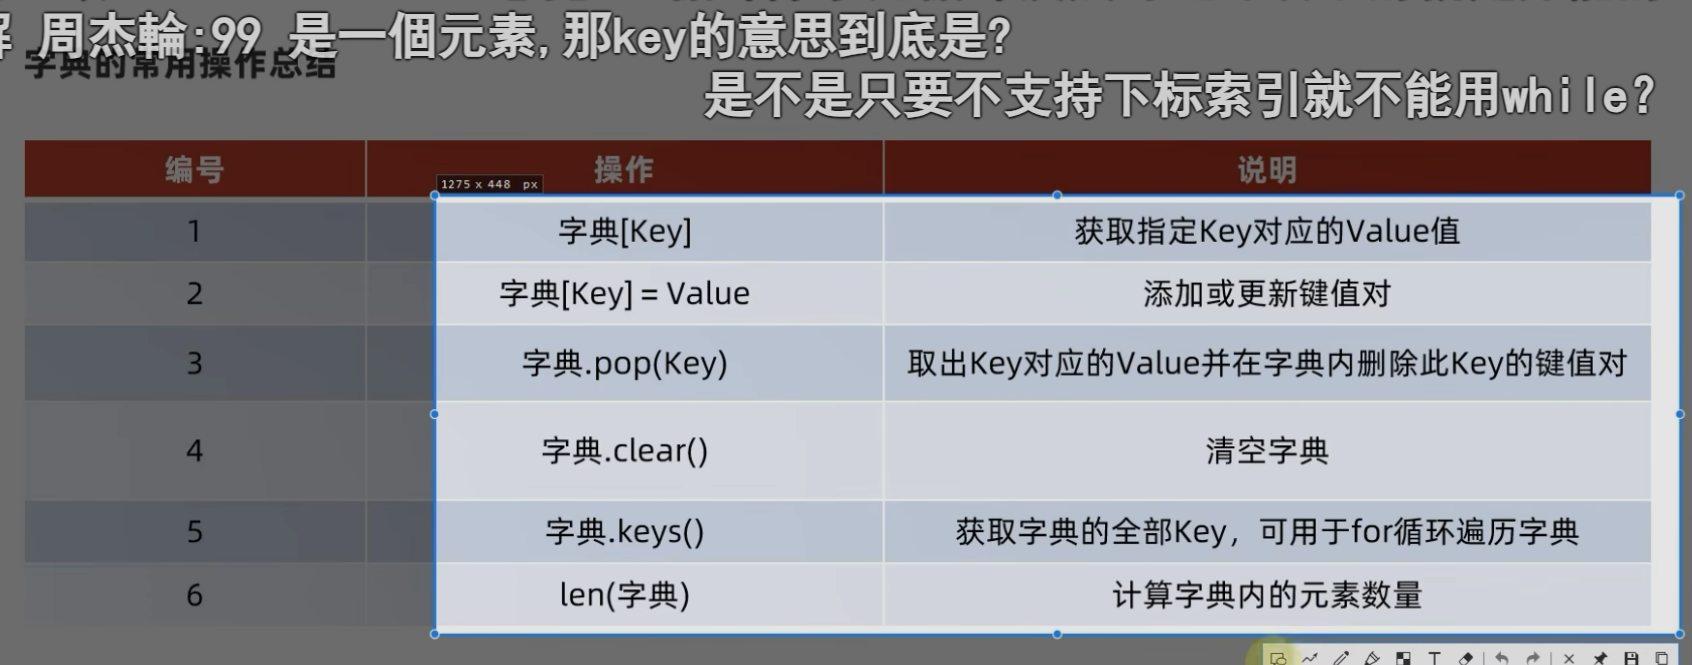 周杰輪:99 是一個元素,那key的意思到底是?
字典的常用操作总结
是不是只要不支持下标索引就不能用while?
编号 操作 说明
1275 x 448 px
1 字典[Key] 获取指定Key对应的Value值
2 字典[Key] = Value 添加或更新键值对
3 字典.pop(Key) 取出Key对应的Value并在字典内删除此Key的键值对
4 字典.clear() 清空字典
5 字典.keys() 获取字典的全部Key，可用于for循环遍历字典
6 len(字典) 计算字典内的元素数量